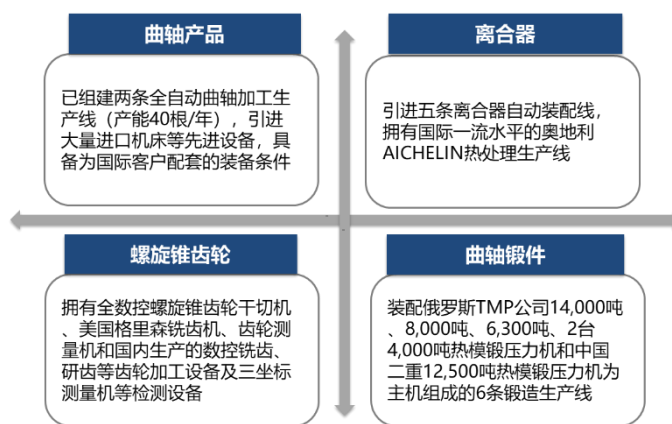 曲轴产品
已组建两条全自动曲轴加工生
产线（产能40根/年），引进
大量进口机床等先进设备，具
备为国际客户配套的装备条件
离合器
引进五条离合器自动装配线，
拥有国际一流水平的奥地利
AICHELIN热处理生产线
螺旋锥齿轮
拥有全数控螺旋锥齿轮干切机
、美国格里森铣齿机、齿轮测
量机和国内生产的数控铣齿、
研齿等齿轮加工设备及三坐标
测量机等检测设备
曲轴锻件
装配俄罗斯TMP公司14,000吨
、8,000吨、6,300吨、2台
4,000吨热模锻压力机和中国
二重12,500吨热模锻压力机为
主机组成的6条锻造生产线